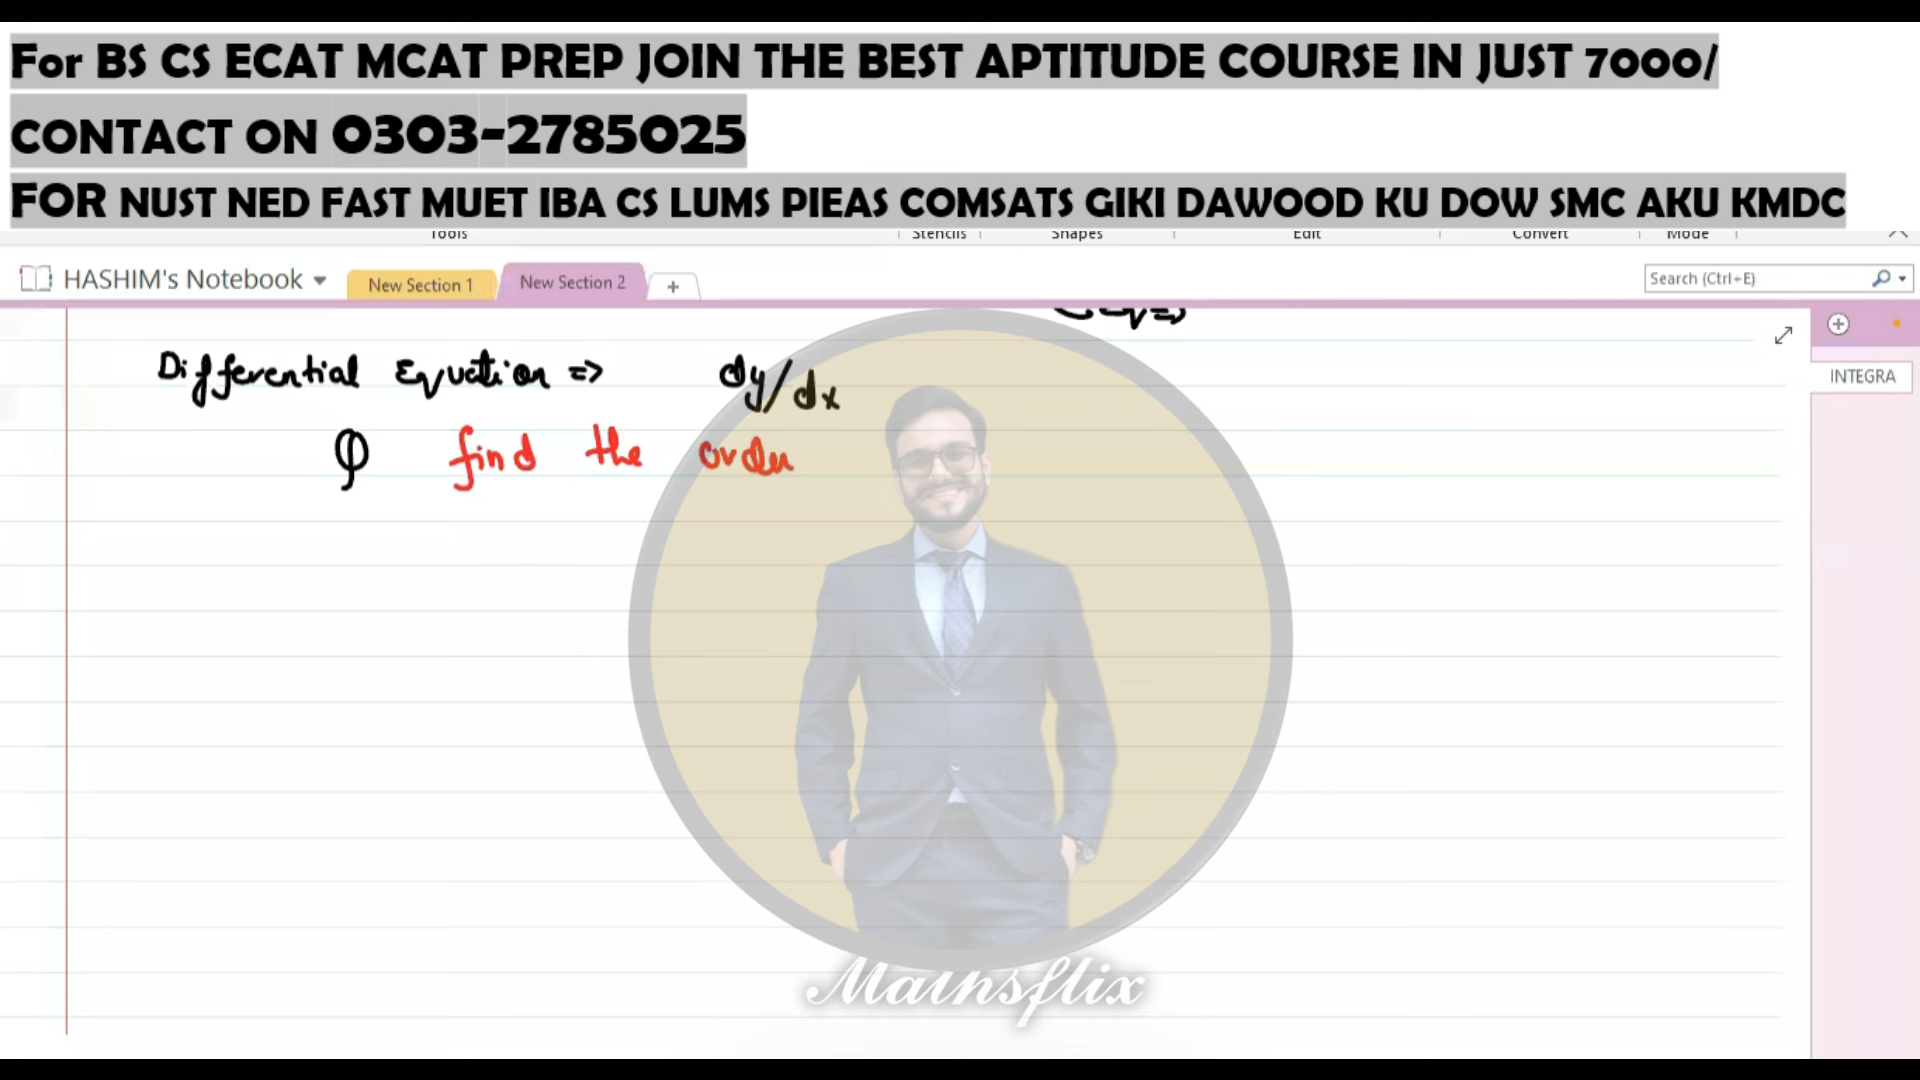 For BS CS ECAT MCAT PREP JOIN THE BEST APTITUDE COURSE IN JUST 7000/
CONTACT ON 0303-2785025
FOR NUST NED FAST MUET IBA CS LUMS PIEAS COMSATS GIKI DAWOOD KU DOW SMC AKU KMDC
Tools Stencils Shapes Edit Convert Mode
HASHIM's Notebook New Section 1 New Section 2 + Search (Ctrl+E)
INTEGRA
Differential Equation => dy/dx
Q find the order
Mainsflix